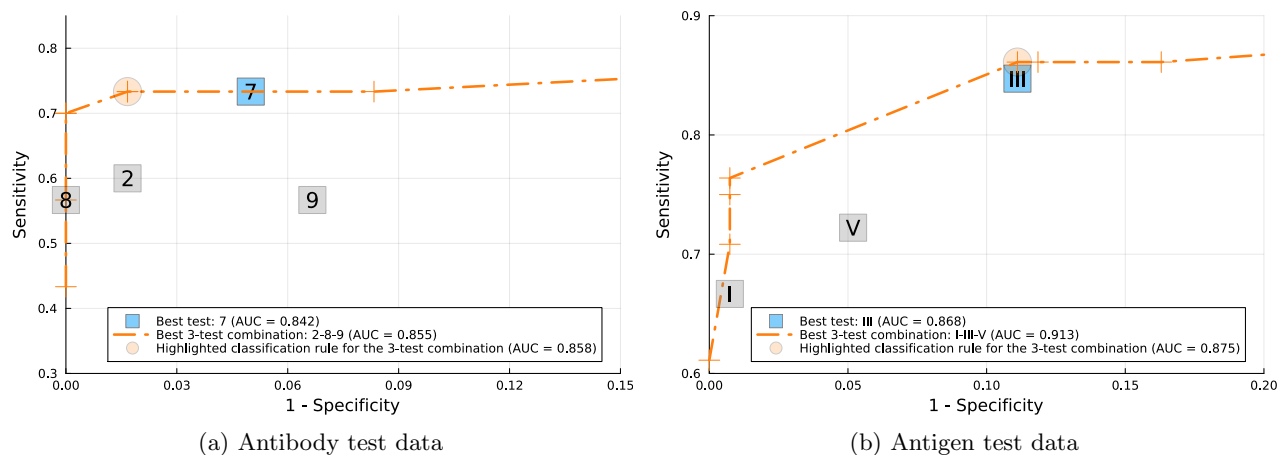 0.8
0.7
0.6
0.5
0.4
0.3
Sensitivity
7
2
8
9
Best test: 7 (AUC = 0.842)
Best 3-test combination: 2-8-9 (AUC = 0.855)
Highlighted classification rule for the 3-test combination (AUC = 0.858)
0.00 0.03 0.06 0.09 0.12 0.15
1 - Specificity
(a) Antibody test data
0.9
0.8
0.7
0.6
Sensitivity
III
V
I
Best test: III (AUC = 0.868)
Best 3-test combination: I-III-V (AUC = 0.913)
Highlighted classification rule for the 3-test combination (AUC = 0.875)
0.00 0.05 0.10 0.15 0.20
1 - Specificity
(b) Antigen test data